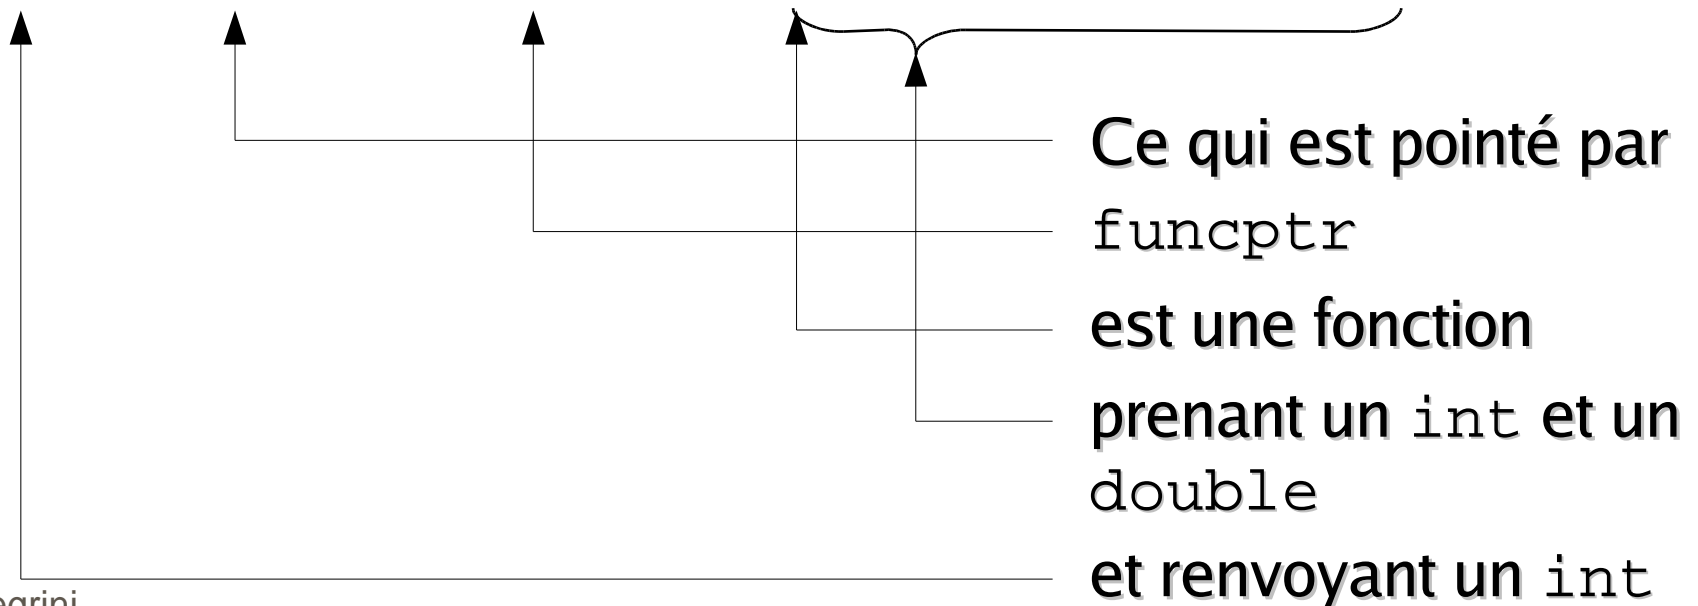 Ce qui est pointé par
funcptr
est une fonction
prenant un int et un
double
et renvoyant un int